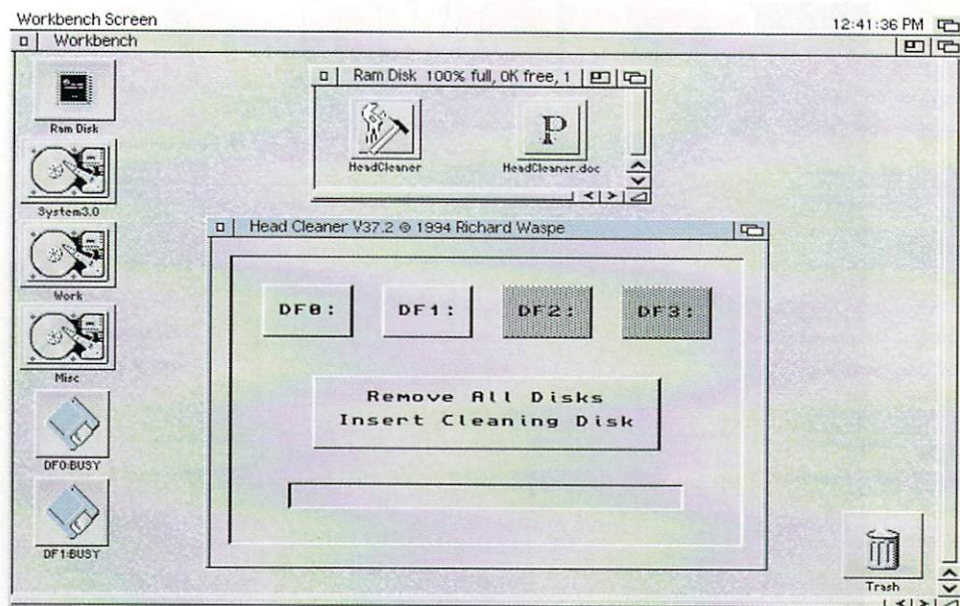 Workbench Screen
12:41:36 PM
Workbench
Ram Disk 100% full, 0K free, 1
Ram Disk
HeadCleaner
HeadCleaner.doc
System3.0
Head Cleaner V37.2 © 1994 Richard Waspe
DF0:
DF1:
DF2:
DF3:
Work
Remove All Disks
Insert Cleaning Disk
Misc
DF0:BUSY
DF1:BUSY
Trash